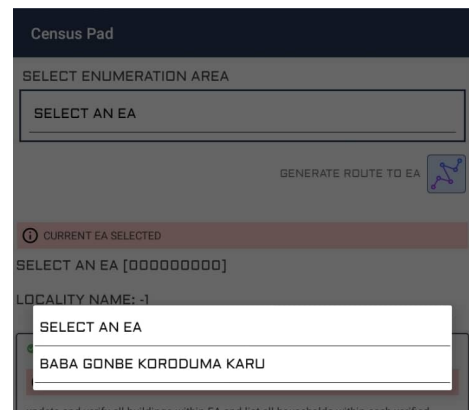 Census Pad
SELECT ENUMERATION AREA
SELECT AN EA
GENERATE ROUTE TO EA
CURRENT EA SELECTED
SELECT AN EA [000000000]
LOCALITY NAME: -1
SELECT AN EA
BABA GONBE KORODUMA KARU